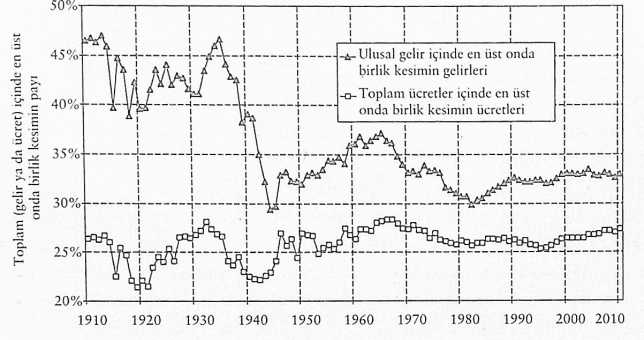 Toplam (gelir ya da ücret) içinde en üst
onda birlik kesimin payı
50%
45%
40%
35%
30%
25%
20%
Ulusal gelir içinde en üst onda
birlik kesimin gelirleri
Toplam ücretler içinde en üst
onda birlik kesimin ücretleri
1910 1920 1930 1940 1950 1960 1970 1980 1990 2000 2010